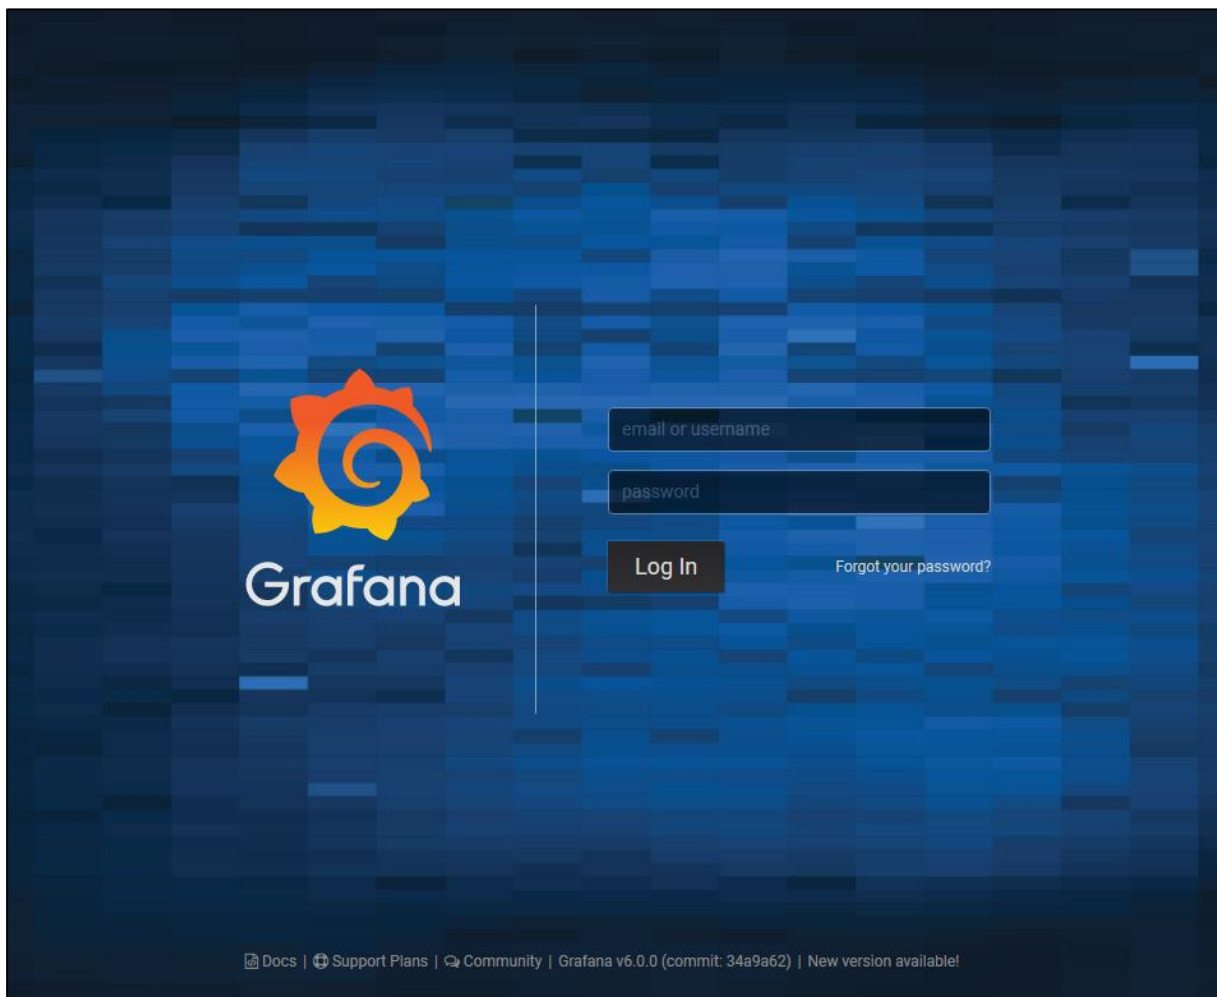 Grafana
email or username
password
Log In
Forgot your password?
Docs | Support Plans | Community | Grafana v6.0.0 (commit: 34a9a62) | New version available!